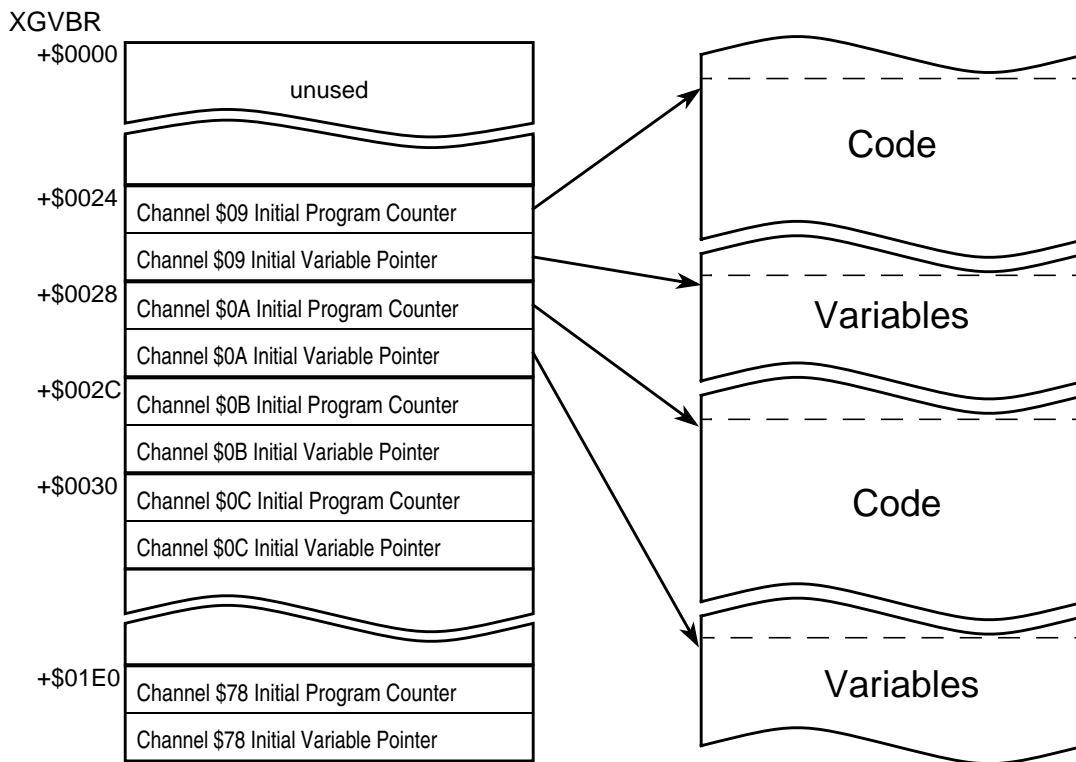 XGVBR
+$0000
unused
+$0024
Channel $09 Initial Program Counter
Channel $09 Initial Variable Pointer
+$0028
Channel $0A Initial Program Counter
Channel $0A Initial Variable Pointer
+$002C
Channel $0B Initial Program Counter
Channel $0B Initial Variable Pointer
+$0030
Channel $0C Initial Program Counter
Channel $0C Initial Variable Pointer
+$01E0
Channel $78 Initial Program Counter
Channel $78 Initial Variable Pointer
Code
Variables
Code
Variables